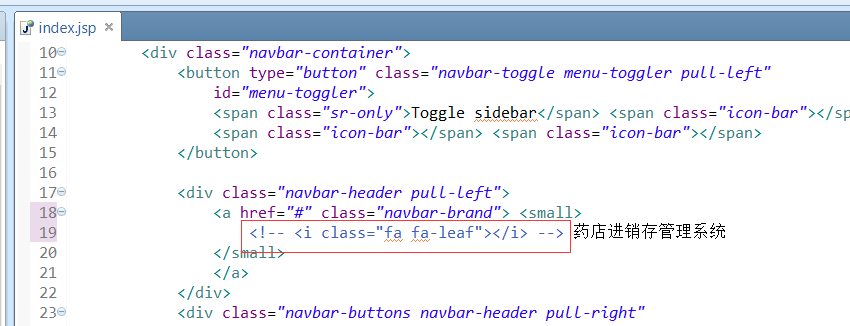 index.jsp
10 <div class="navbar-container">
11 <button type="button" class="navbar-toggle menu-toggler pull-left"
12 id="menu-toggler">
13 <span class="sr-only">Toggle sidebar</span> <span class="icon-bar"></sp
14 <span class="icon-bar"></span> <span class="icon-bar"></span>
15 </button>
16
17 <div class="navbar-header pull-left">
18 <a href="#" class="navbar-brand"> <small>
19 <!-- <i class="fa fa-leaf"></i> --> 药店进销存管理系统
20 </small>
21 </a>
22 </div>
23 <div class="navbar-buttons navbar-header pull-right"